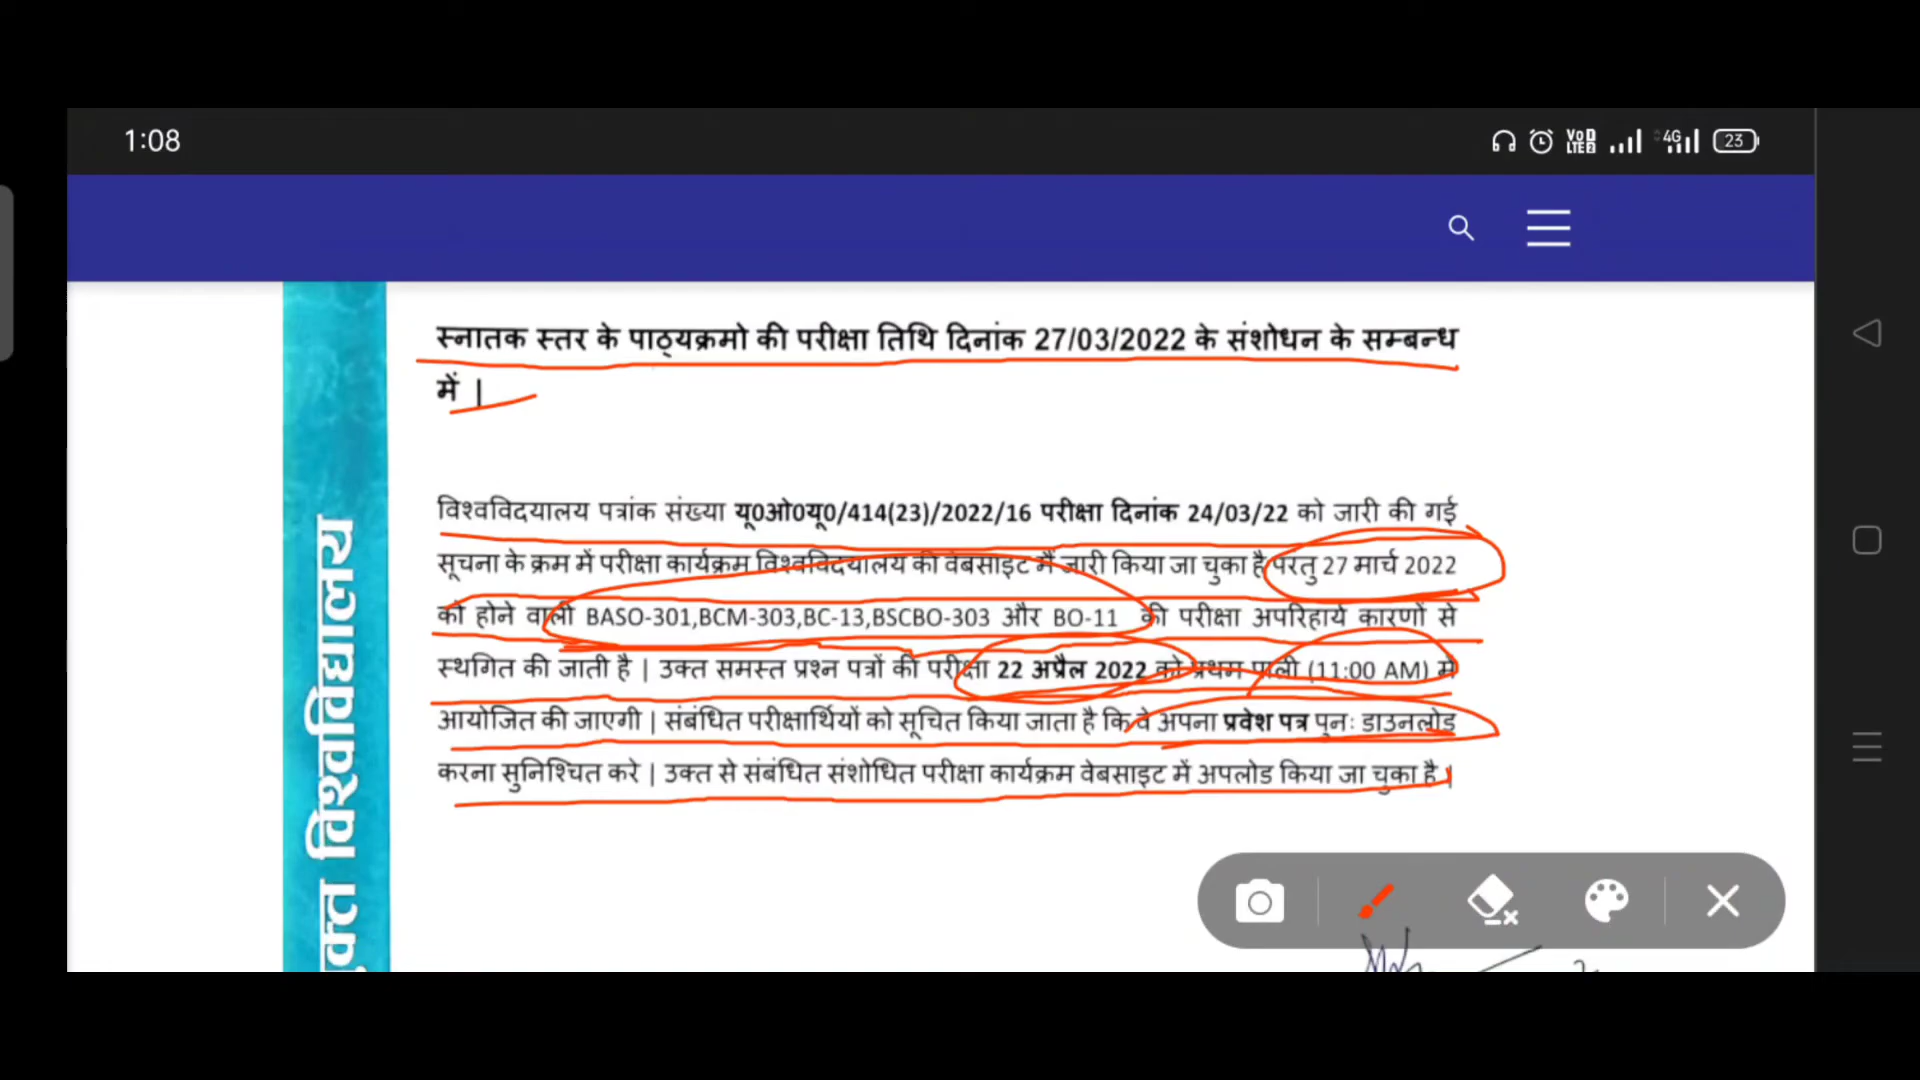 1:08
VoD LTE2 4G 23
स्नातक स्तर के पाठ्यक्रमो की परीक्षा तिथि दिनांक 27/03/2022 के संशोधन के सम्बन्ध
में |
विश्वविद्यालय पत्रांक संख्या यू0ओ0यू0/414(23)/2022/16 परीक्षा दिनांक 24/03/22 को जारी की गई
सूचना के क्रम में परीक्षा कार्यक्रम विश्वविद्यालय की वेबसाइट में जारी किया जा चुका है परंतु 27 मार्च 2022
को होने वाली BASO-301,BCM-303,BC-13,BSCBO-303 और BO-11 की परीक्षा अपरिहार्य कारणों से
स्थगित की जाती है | उक्त समस्त प्रश्न पत्रों की परीक्षा 22 अप्रैल 2022 को प्रथम पाली (11:00 AM) में
आयोजित की जाएगी | संबंधित परीक्षार्थियों को सूचित किया जाता है कि वे अपना प्रवेश पत्र पुनः डाउनलोड
करना सुनिश्चित करे | उक्त से संबंधित संशोधित परीक्षा कार्यक्रम वेबसाइट में अपलोड किया जा चुका है |
क्त विश्वविद्यालय